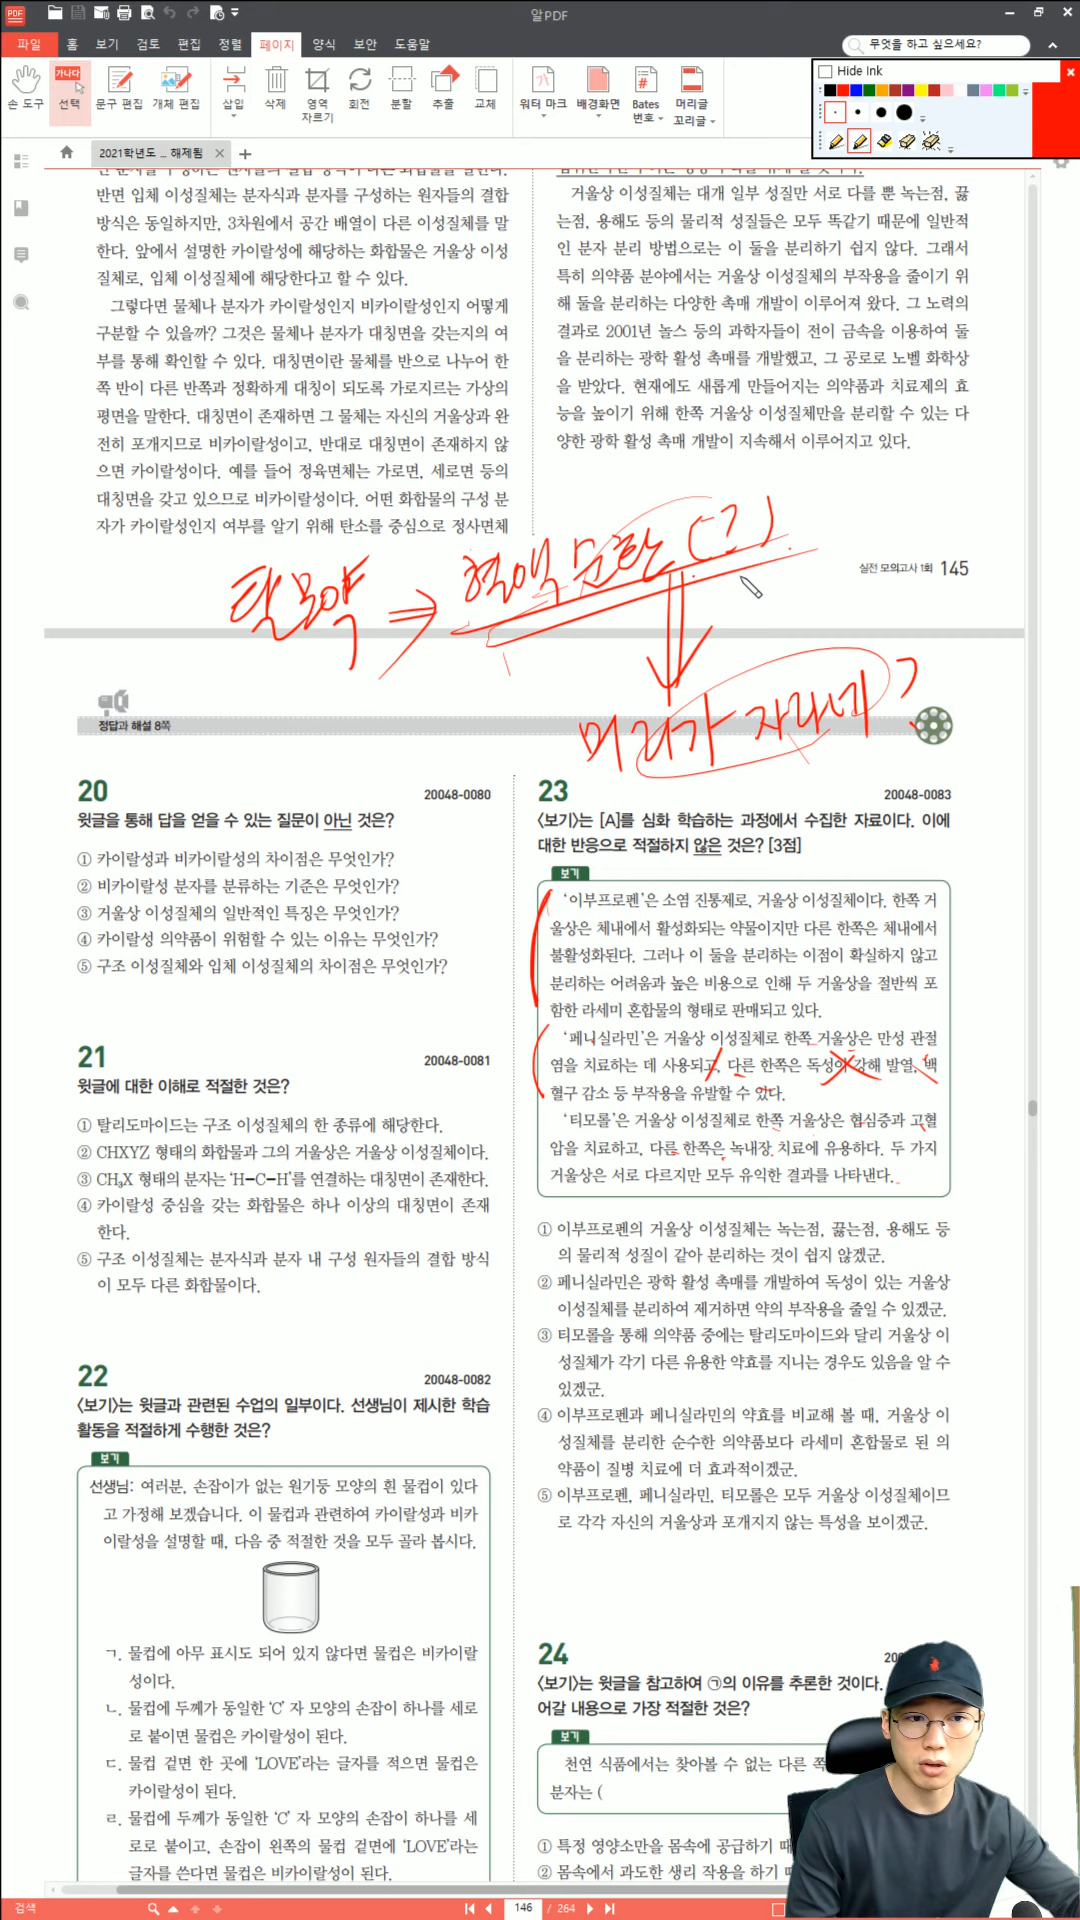 알PDF
파일 홈 보기 검토 편집 정렬 페이지 양식 보안 도움말
무엇을 하고 싶으세요?
손 도구 선택 문구 편집 개체 편집 삽입 삭제 영역 자르기 회전 분할 추출 교체 워터 마크 배경화면 Bates 번호 머리글 꼬리글
Hide Ink
2021학년도 ... 해제됨
반면 입체 이성질체는 분자식과 분자를 구성하는 원자들의 결합
방식은 동일하지만, 3차원에서 공간 배열이 다른 이성질체를 말
한다. 앞에서 설명한 카이랄성에 해당하는 화합물은 거울상 이성
질체로, 입체 이성질체에 해당한다고 할 수 있다.
그렇다면 물체나 분자가 카이랄성인지 비카이랄성인지 어떻게
구분할 수 있을까? 그것은 물체나 분자가 대칭면을 갖는지의 여
부를 통해 확인할 수 있다. 대칭면이란 물체를 반으로 나누어 한
쪽 반이 다른 반쪽과 정확하게 대칭이 되도록 가로지르는 가상의
평면을 말한다. 대칭면이 존재하면 그 물체는 자신의 거울상과 완
전히 포개지므로 비카이랄성이고, 반대로 대칭면이 존재하지 않
으면 카이랄성이다. 예를 들어 정육면체는 가로면, 세로면 등의
대칭면을 갖고 있으므로 비카이랄성이다. 어떤 화합물의 구성 분
자가 카이랄성인지 여부를 알기 위해 탄소를 중심으로 정사면체
거울상 이성질체는 대개 일부 성질만 서로 다를 뿐 녹는점, 끓
는점, 용해도 등의 물리적 성질들은 모두 똑같기 때문에 일반적
인 분자 분리 방법으로는 이 둘을 분리하기 쉽지 않다. 그래서
특히 의약품 분야에서는 거울상 이성질체의 부작용을 줄이기 위
해 둘을 분리하는 다양한 촉매 개발이 이루어져 왔다. 그 노력의
결과로 2001년 놀스 등의 과학자들이 전이 금속을 이용하여 둘
을 분리하는 광학 활성 촉매를 개발했고, 그 공로로 노벨 화학상
을 받았다. 현재에도 새롭게 만들어지는 의약품과 치료제의 효
능을 높이기 위해 한쪽 거울상 이성질체만을 분리할 수 있는 다
양한 광학 활성 촉매 개발이 지속해서 이루어지고 있다.
실전 모의고사 1회 145
탈모약 ⇒ 혈액순환(?)
머리가 자라네?
정답과 해설 8쪽
20
20048-0080
윗글을 통해 답을 얻을 수 있는 질문이 아닌 것은?
① 카이랄성과 비카이랄성의 차이점은 무엇인가?
② 비카이랄성 분자를 분류하는 기준은 무엇인가?
③ 거울상 이성질체의 일반적인 특징은 무엇인가?
④ 카이랄성 의약품이 위험할 수 있는 이유는 무엇인가?
⑤ 구조 이성질체와 입체 이성질체의 차이점은 무엇인가?
21
20048-0081
윗글에 대한 이해로 적절한 것은?
① 탈리도마이드는 구조 이성질체의 한 종류에 해당한다.
② CHXYZ 형태의 화합물과 그의 거울상은 거울상 이성질체이다.
③ CH₃X 형태의 분자는 ‘H−C−H’를 연결하는 대칭면이 존재한다.
④ 카이랄성 중심을 갖는 화합물은 하나 이상의 대칭면이 존재
한다.
⑤ 구조 이성질체는 분자식과 분자 내 구성 원자들의 결합 방식
이 모두 다른 화합물이다.
22
20048-0082
<보기>는 윗글과 관련된 수업의 일부이다. 선생님이 제시한 학습
활동을 적절하게 수행한 것은?
보기
선생님: 여러분, 손잡이가 없는 원기둥 모양의 흰 물컵이 있다
고 가정해 보겠습니다. 이 물컵과 관련하여 카이랄성과 비카
이랄성을 설명할 때, 다음 중 적절한 것을 모두 골라 봅시다.
ㄱ. 물컵에 아무 표시도 되어 있지 않다면 물컵은 비카이랄
성이다.
ㄴ. 물컵에 두께가 동일한 ‘C’ 자 모양의 손잡이 하나를 세로
로 붙이면 물컵은 카이랄성이 된다.
ㄷ. 물컵 겉면 한 곳에 ‘LOVE’라는 글자를 적으면 물컵은
카이랄성이 된다.
ㄹ. 물컵에 두께가 동일한 ‘C’ 자 모양의 손잡이 하나를 세
로로 붙이고, 손잡이 왼쪽의 물컵 겉면에 ‘LOVE’라는
글자를 쓴다면 물컵은 비카이랄성이 된다.
23
20048-0083
<보기>는 [A]를 심화 학습하는 과정에서 수집한 자료이다. 이에
대한 반응으로 적절하지 않은 것은? [3점]
보기
‘이부프로펜’은 소염 진통제로, 거울상 이성질체이다. 한쪽 거
울상은 체내에서 활성화되는 약물이지만 다른 한쪽은 체내에서
불활성화된다. 그러나 이 둘을 분리하는 이점이 확실하지 않고
분리하는 어려움과 높은 비용으로 인해 두 거울상을 절반씩 포
함한 라세미 혼합물의 형태로 판매되고 있다.
‘페니실라민’은 거울상 이성질체로 한쪽 거울상은 만성 관절
염을 치료하는 데 사용되고, 다른 한쪽은 독성이 강해 발열, 백
혈구 감소 등 부작용을 유발할 수 있다.
‘티모롤’은 거울상 이성질체로 한쪽 거울상은 협심증과 고혈
압을 치료하고, 다른 한쪽은 녹내장 치료에 유용하다. 두 가지
거울상은 서로 다르지만 모두 유익한 결과를 나타낸다.
① 이부프로펜의 거울상 이성질체는 녹는점, 끓는점, 용해도 등
의 물리적 성질이 같아 분리하는 것이 쉽지 않겠군.
② 페니실라민은 광학 활성 촉매를 개발하여 독성이 있는 거울상
이성질체를 분리하여 제거하면 약의 부작용을 줄일 수 있겠군.
③ 티모롤을 통해 의약품 중에는 탈리도마이드와 달리 거울상 이
성질체가 각기 다른 유용한 약효를 지니는 경우도 있음을 알 수
있겠군.
④ 이부프로펜과 페니실라민의 약효를 비교해 볼 때, 거울상 이
성질체를 분리한 순수한 의약품보다 라세미 혼합물로 된 의
약품이 질병 치료에 더 효과적이겠군.
⑤ 이부프로펜, 페니실라민, 티모롤은 모두 거울상 이성질체이므
로 각각 자신의 거울상과 포개지지 않는 특성을 보이겠군.
24
<보기>는 윗글을 참고하여 ㉠의 이유를 추론한 것이다.
어갈 내용으로 가장 적절한 것은?
보기
천연 식품에서는 찾아볼 수 없는 다른 쪽
분자는 (
① 특정 영양소만을 몸속에 공급하기 때
② 몸속에서 과도한 생리 작용을 하기
검색
146 / 264